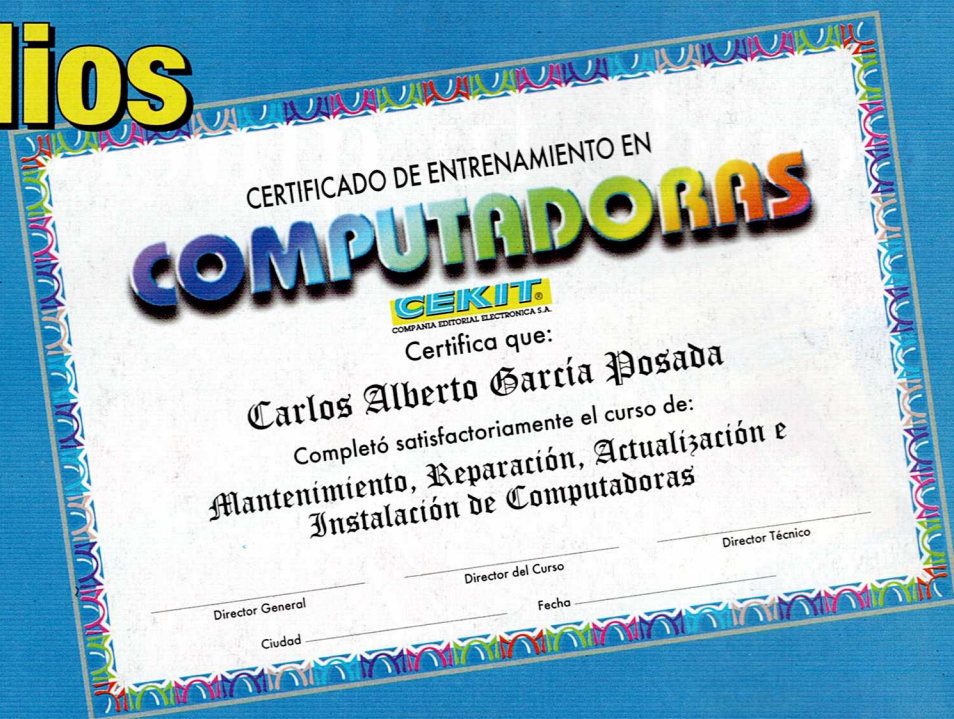 CERTIFICADO DE ENTRENAMIENTO EN
COMPUTADORAS
CEKIT®
COMPAÑIA EDITORIAL ELECTRONICA S.A.
Certifica que:
Carlos Alberto García Posada
Completó satisfactoriamente el curso de:
Mantenimiento, Reparación, Actualización e
Instalación de Computadoras
Director General
Director del Curso
Director Técnico
Ciudad
Fecha